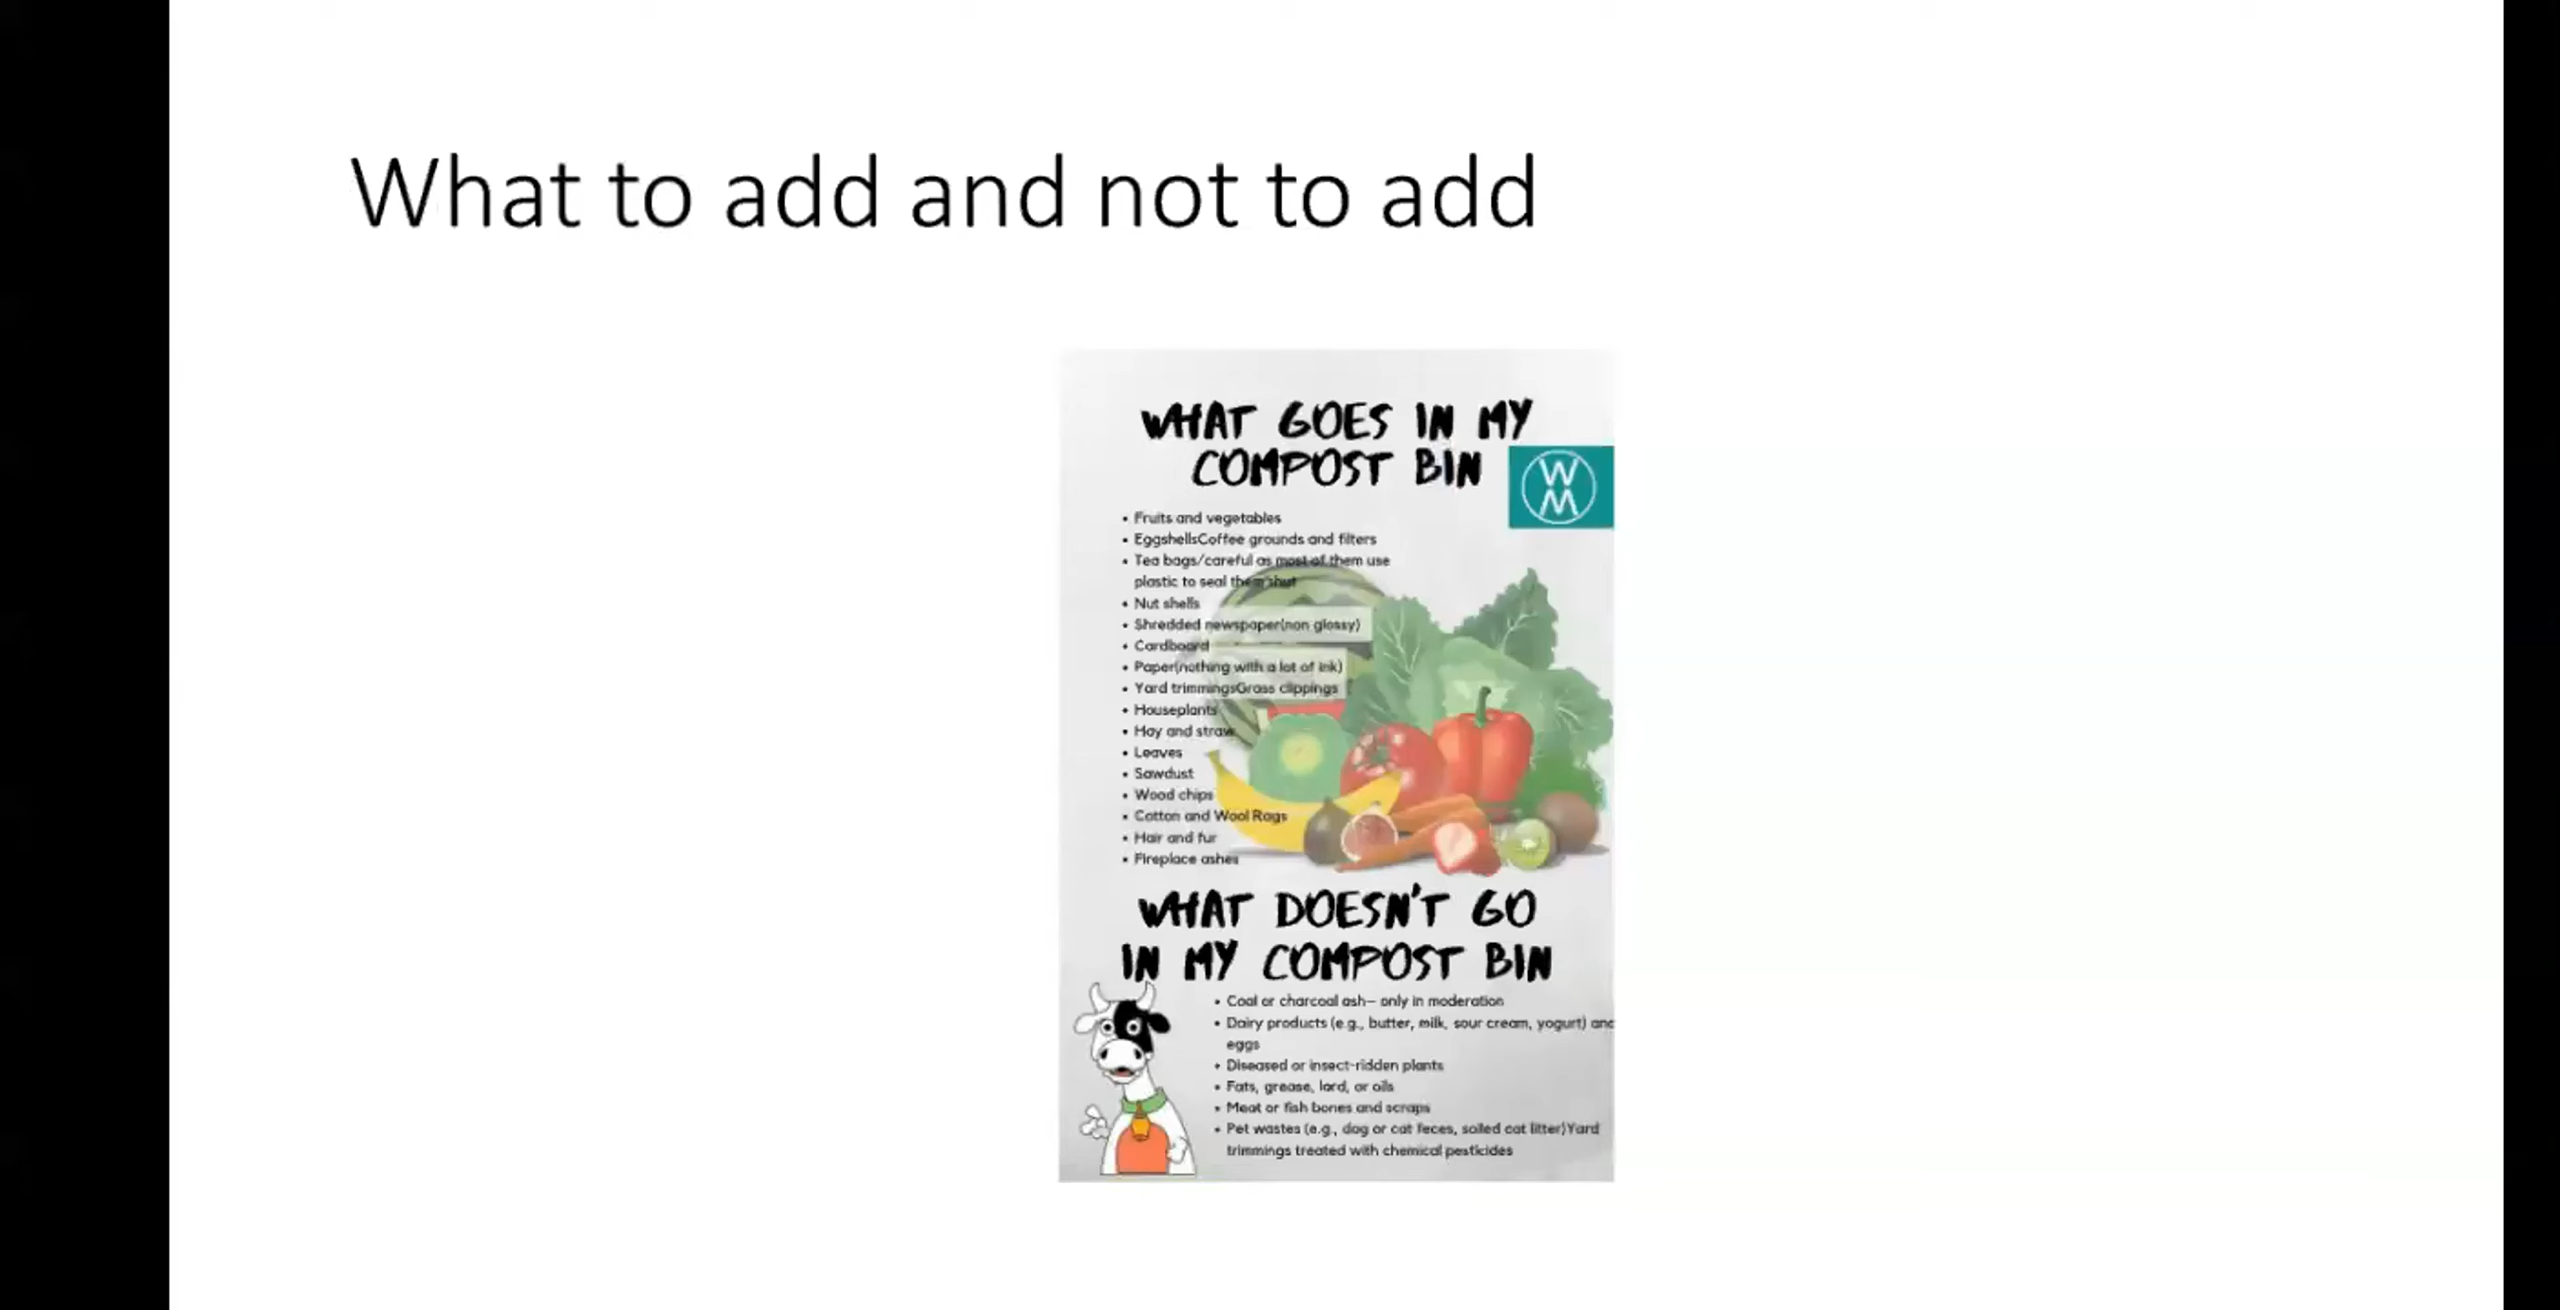 What to add and not to add
WHAT GOES IN MY
COMPOST BIN
W
M
• Fruits and vegetables
• EggshellsCoffee grounds and filters
• Tea bags/careful as most of them use
plastic to seal them shut
• Nut shells
• Shredded newspaper(non glossy)
• Cardboard
• Paper(nothing with a lot of ink)
• Yard trimmingsGrass clippings
• Houseplants
• Hay and straw
• Leaves
• Sawdust
• Wood chips
• Cotton and Wool Rags
• Hair and fur
• Fireplace ashes
WHAT DOESN'T GO
IN MY COMPOST BIN
• Coal or charcoal ash– only in moderation
• Dairy products (e.g., butter, milk, sour cream, yogurt) and
eggs
• Diseased or insect-ridden plants
• Fats, grease, lard, or oils
• Meat or fish bones and scraps
• Pet wastes (e.g., dog or cat feces, soiled cat litter)Yard
trimmings treated with chemical pesticides